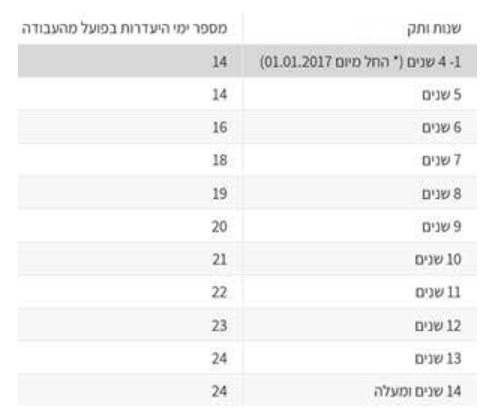 שנות ותק מספר ימי היעדרות בפועל מהעבודה
1- 4 שנים (* החל מיום 01.01.2017) 14
5 שנים 14
6 שנים 16
7 שנים 18
8 שנים 19
9 שנים 20
10 שנים 21
11 שנים 22
12 שנים 23
13 שנים 24
14 שנים ומעלה 24